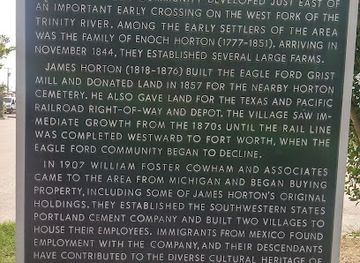 COMMUNITY DEVELOPED JUST EAST OF
AN IMPORTANT EARLY CROSSING ON THE WEST FORK OF THE
TRINITY RIVER. AMONG THE EARLY SETTLERS OF THE AREA
WAS THE FAMILY OF ENOCH HORTON (1777-1851). ARRIVING IN
NOVEMBER 1844, THEY ESTABLISHED SEVERAL LARGE FARMS.
JAMES HORTON (1818-1876) BUILT THE EAGLE FORD GRIST
MILL AND DONATED LAND IN 1857 FOR THE NEARBY HORTON
CEMETERY. HE ALSO GAVE LAND FOR THE TEXAS AND PACIFIC
RAILROAD RIGHT-OF-WAY AND DEPOT. THE VILLAGE SAW IM-
MEDIATE GROWTH FROM THE 1870s UNTIL THE RAIL LINE
WAS COMPLETED WESTWARD TO FORT WORTH, WHEN THE
EAGLE FORD COMMUNITY BEGAN TO DECLINE.
IN 1907 WILLIAM FOSTER COWHAM AND ASSOCIATES
CAME TO THE AREA FROM MICHIGAN AND BEGAN BUYING
PROPERTY, INCLUDING SOME OF JAMES HORTON'S ORIGINAL
HOLDINGS. THEY ESTABLISHED THE SOUTHWESTERN STATES
PORTLAND CEMENT COMPANY AND BUILT TWO VILLAGES TO
HOUSE THEIR EMPLOYEES. IMMIGRANTS FROM MEXICO FOUND
EMPLOYMENT WITH THE COMPANY, AND THEIR DESCENDANTS
HAVE CONTRIBUTED TO THE DIVERSE CULTURAL HERITAGE OF